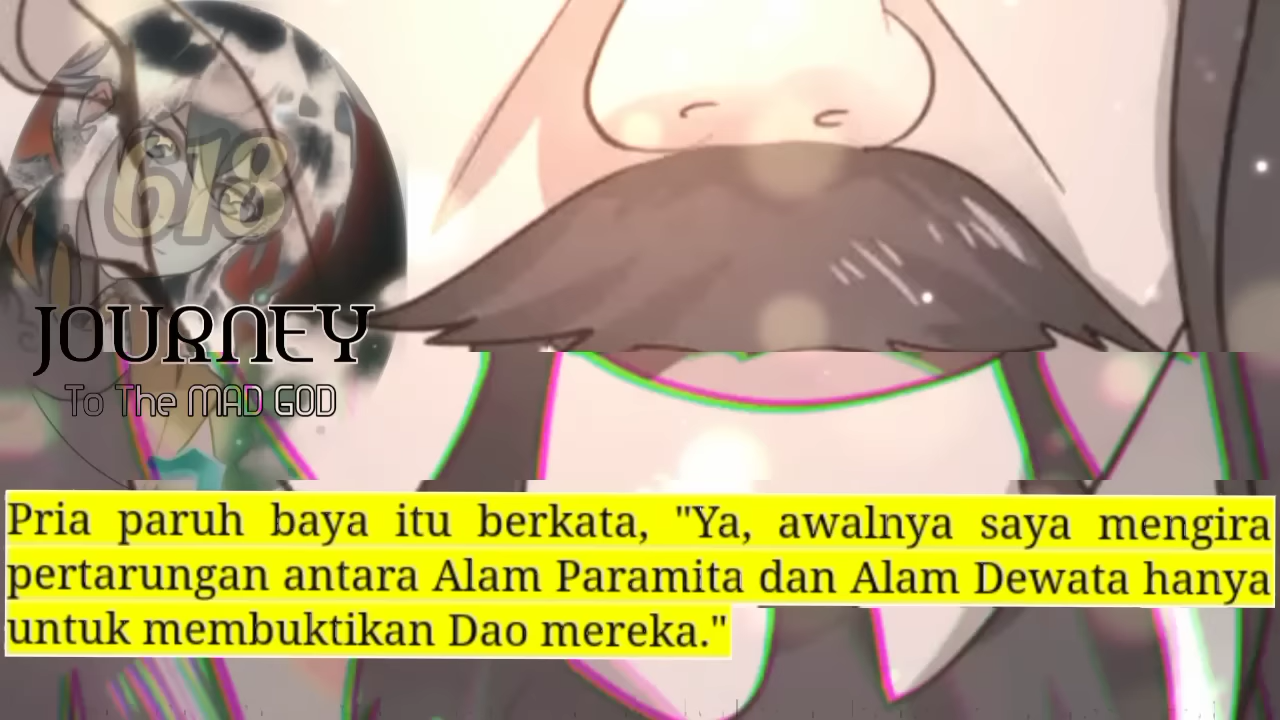 618
JOURNEY
To The MAD GOD
Pria paruh baya itu berkata, "Ya, awalnya saya mengira
pertarungan antara Alam Paramita dan Alam Dewata hanya
untuk membuktikan Dao mereka."